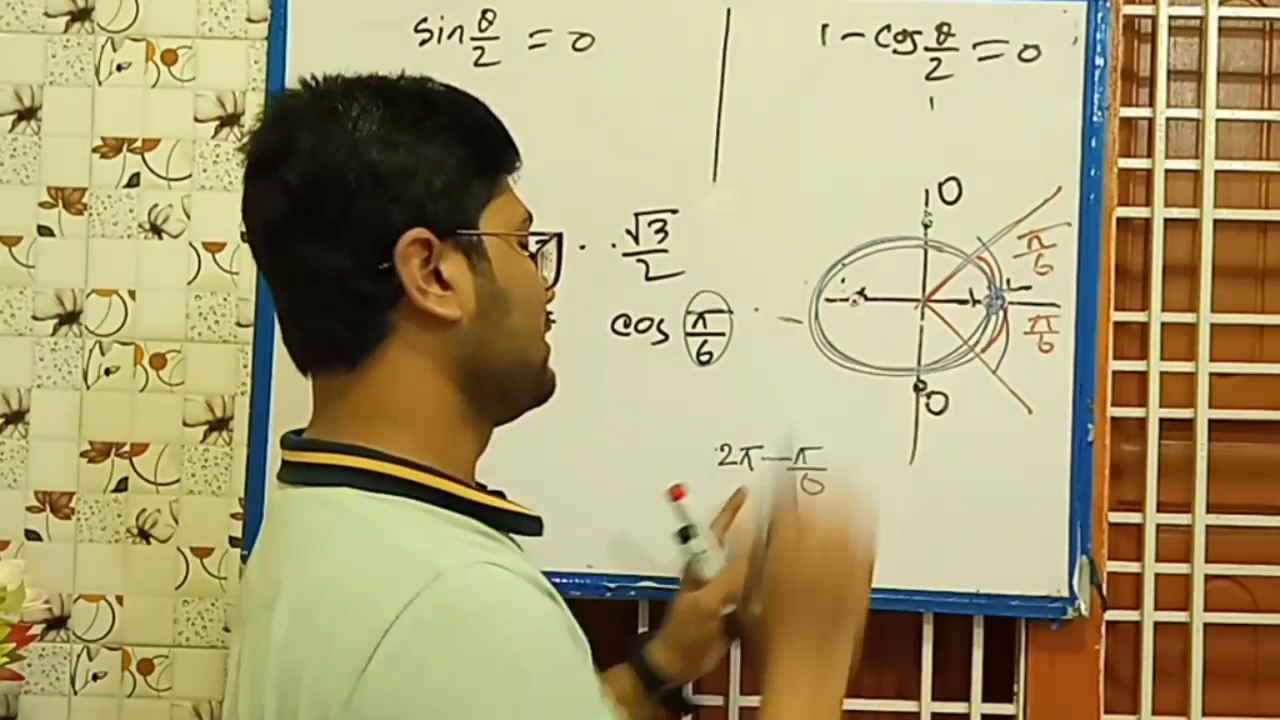 sin θ/2 = 0
1 - cos θ/2 = 0
0
√3/2
π/6
cos π/6
π/6
0
2π - π/6